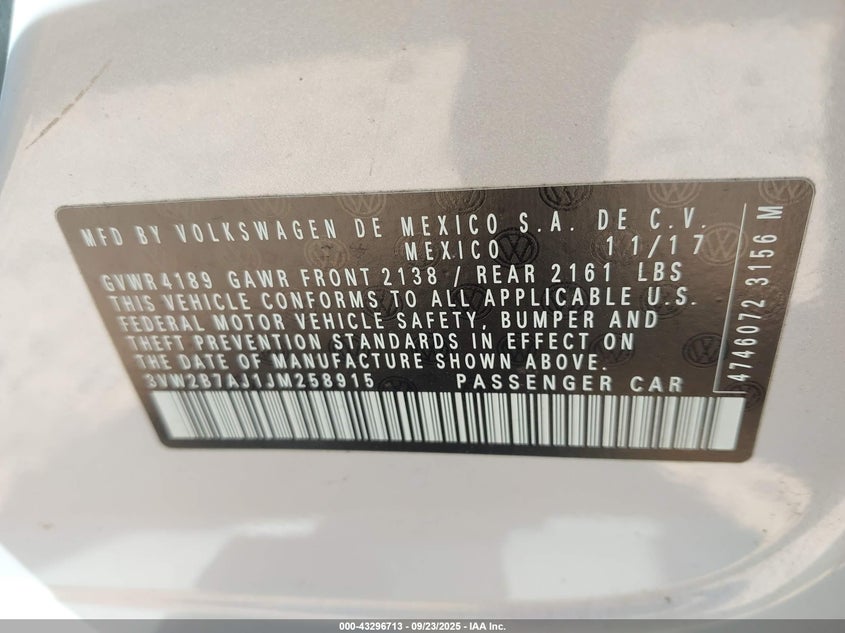 MFD BY VOLKSWAGEN DE MEXICO S.A. DE C.V.
MEXICO 11/17
GVWR4189 GAWR FRONT 2138 / REAR 2161 LBS
THIS VEHICLE CONFORMS TO ALL APPLICABLE U.S.
FEDERAL MOTOR VEHICLE SAFETY, BUMPER AND
THEFT PREVENTION STANDARDS IN EFFECT ON
THE DATE OF MANUFACTURE SHOWN ABOVE.
3VW2B7AJ1JM258915 PASSENGER CAR
4746072 3156 M
000-43296713 - 09/23/2025 - IAA Inc.